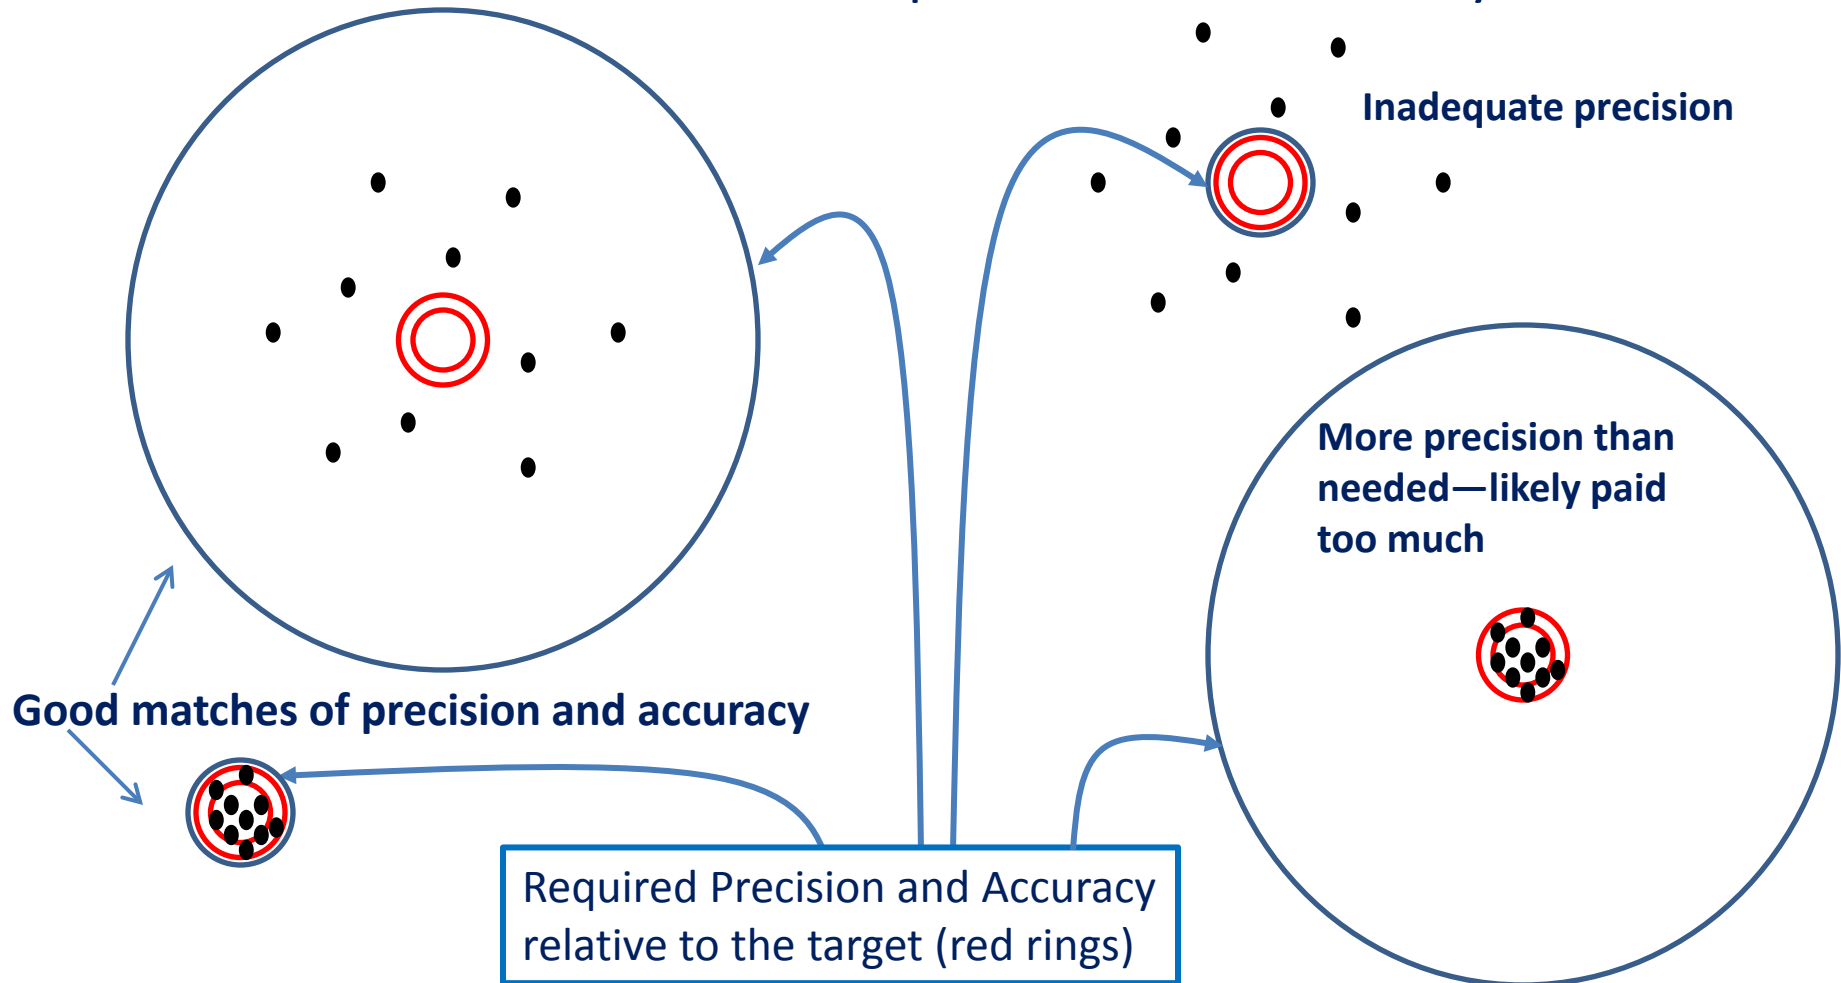 Inadequate precision
More precision than
needed—likely paid
too much
Good matches of precision and accuracy
Required Precision and Accuracy
relative to the target (red rings)